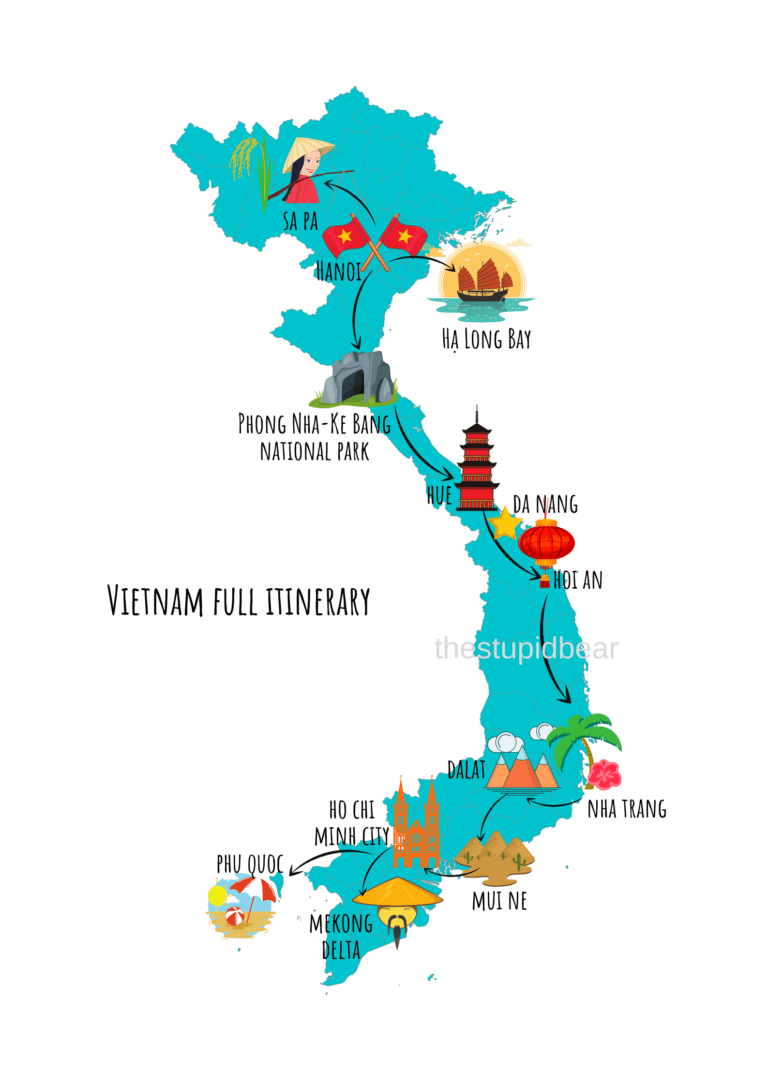 SA PA
HANOI
HẠ LONG BAY
PHONG NHA-KE BANG
NATIONAL PARK
HUE
DA NANG
HOI AN
VIETNAM FULL ITINERARY
thestupidbear
DALAT
NHA TRANG
HO CHI
MINH CITY
PHU QUOC
MUI NE
MEKONG
DELTA